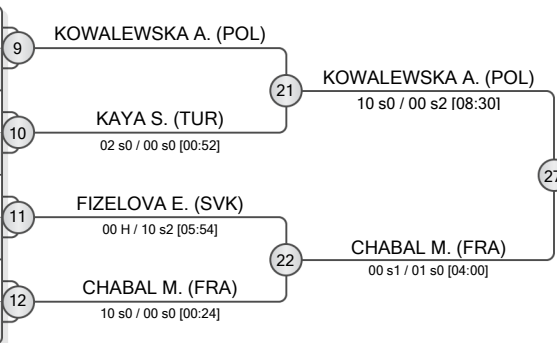 9
KOWALEWSKA A. (POL)
21
KOWALEWSKA A. (POL)
10 s0 / 00 s2 [08:30]
10
KAYA S. (TUR)
02 s0 / 00 s0 [00:52]
27
11
FIZELOVA E. (SVK)
00 H / 10 s2 [05:54]
22
CHABAL M. (FRA)
00 s1 / 01 s0 [04:00]
12
CHABAL M. (FRA)
10 s0 / 00 s0 [00:24]